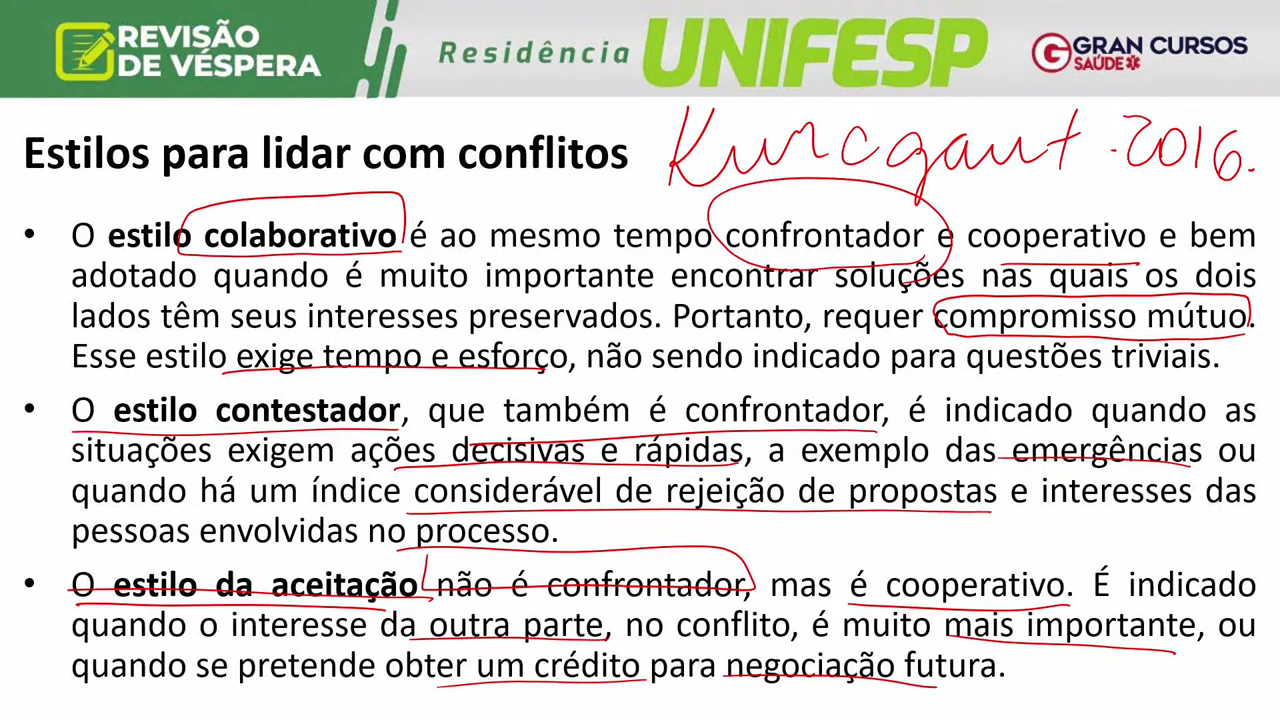 REVISÃO
DE VÉSPERA
Residência UNIFESP
GRAN CURSOS
SAÚDE
Estilos para lidar com conflitos
Kurcgant. 2016.
• O estilo colaborativo é ao mesmo tempo confrontador e cooperativo e bem
adotado quando é muito importante encontrar soluções nas quais os dois
lados têm seus interesses preservados. Portanto, requer compromisso mútuo.
Esse estilo exige tempo e esforço, não sendo indicado para questões triviais.
• O estilo contestador, que também é confrontador, é indicado quando as
situações exigem ações decisivas e rápidas, a exemplo das emergências ou
quando há um índice considerável de rejeição de propostas e interesses das
pessoas envolvidas no processo.
• O estilo da aceitação não é confrontador, mas é cooperativo. É indicado
quando o interesse da outra parte, no conflito, é muito mais importante, ou
quando se pretende obter um crédito para negociação futura.